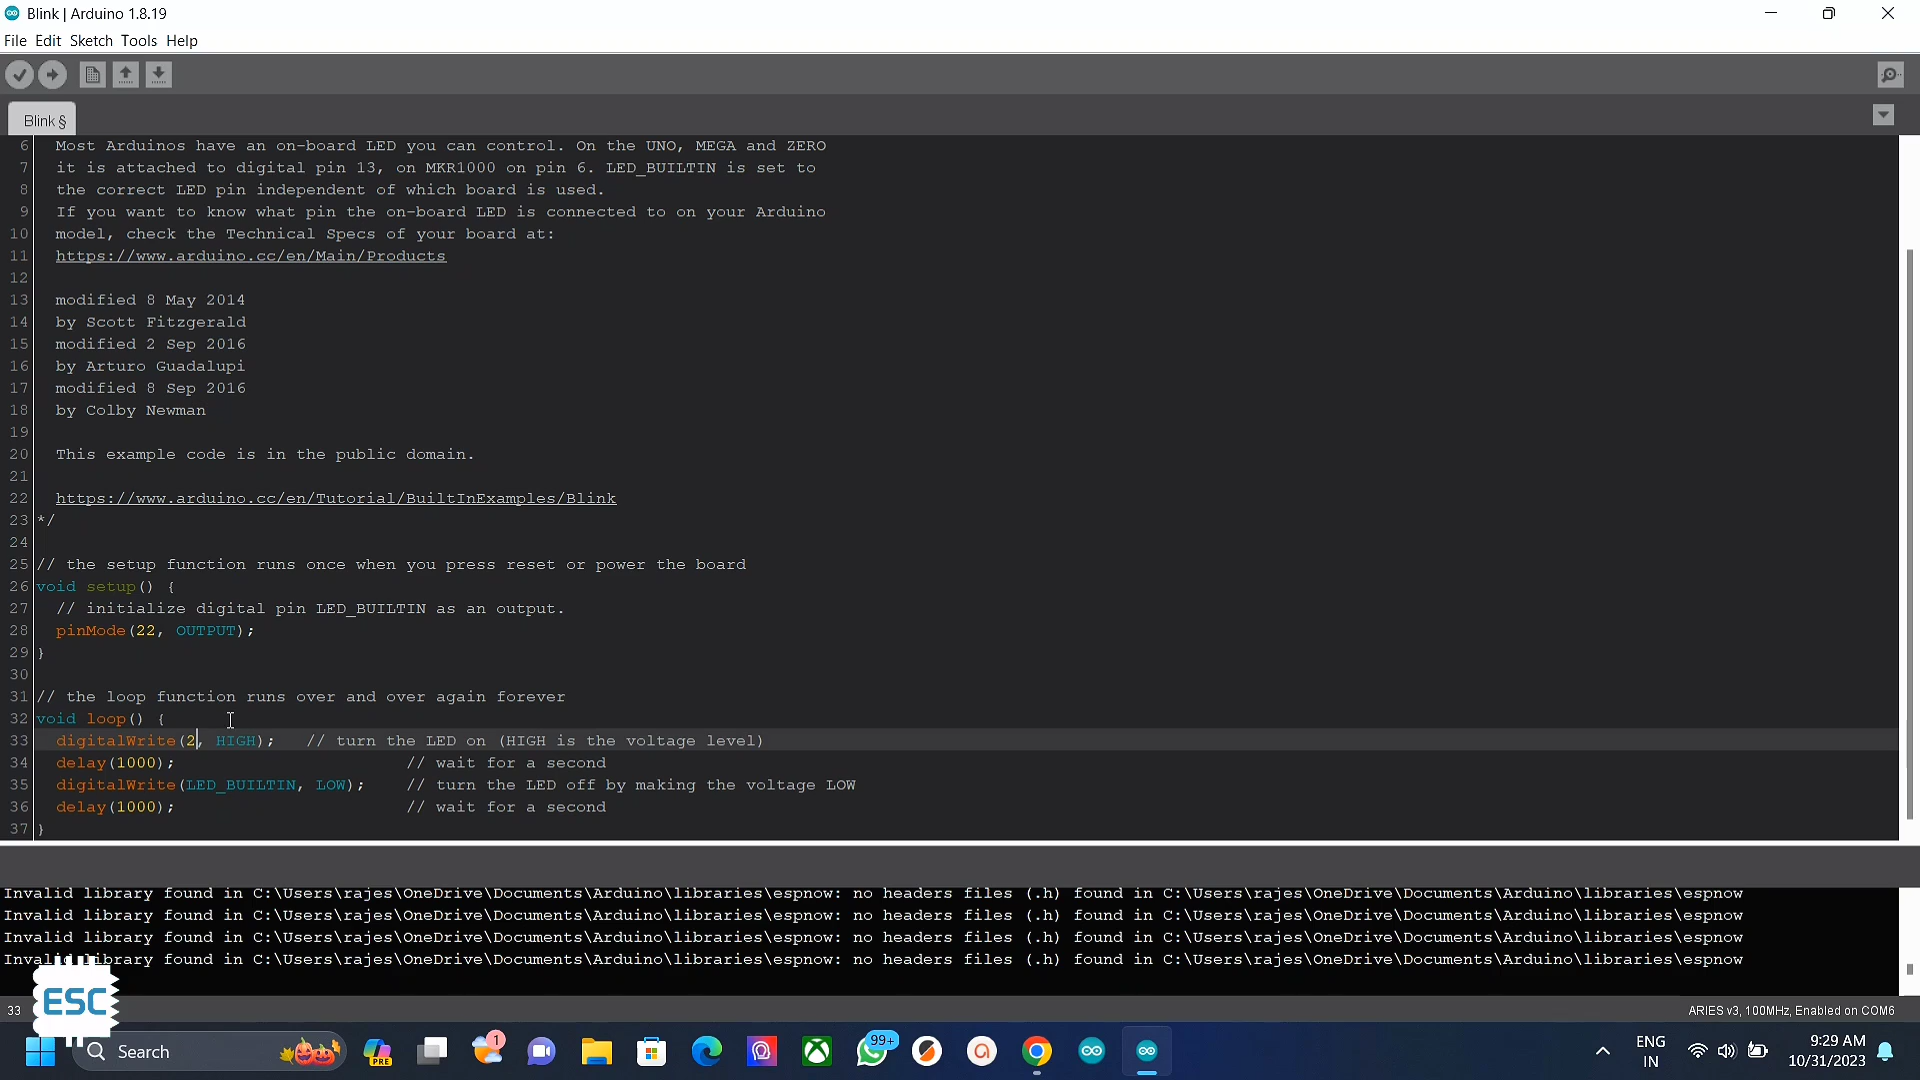 Blink | Arduino 1.8.19
File Edit Sketch Tools Help
Blink §
6 Most Arduinos have an on-board LED you can control. On the UNO, MEGA and ZERO
7 it is attached to digital pin 13, on MKR1000 on pin 6. LED_BUILTIN is set to
8 the correct LED pin independent of which board is used.
9 If you want to know what pin the on-board LED is connected to on your Arduino
10 model, check the Technical Specs of your board at:
11 https://www.arduino.cc/en/Main/Products
12
13 modified 8 May 2014
14 by Scott Fitzgerald
15 modified 2 Sep 2016
16 by Arturo Guadalupi
17 modified 8 Sep 2016
18 by Colby Newman
19
20 This example code is in the public domain.
21
22 https://www.arduino.cc/en/Tutorial/BuiltInExamples/Blink
23 */
24
25 // the setup function runs once when you press reset or power the board
26 void setup() {
27 // initialize digital pin LED_BUILTIN as an output.
28 pinMode(22, OUTPUT);
29 }
30
31 // the loop function runs over and over again forever
32 void loop() {
33 digitalWrite(2, HIGH); // turn the LED on (HIGH is the voltage level)
34 delay(1000); // wait for a second
35 digitalWrite(LED_BUILTIN, LOW); // turn the LED off by making the voltage LOW
36 delay(1000); // wait for a second
37 }
Invalid library found in C:\Users\rajes\OneDrive\Documents\Arduino\libraries\espnow: no headers files (.h) found in C:\Users\rajes\OneDrive\Documents\Arduino\libraries\espnow
Invalid library found in C:\Users\rajes\OneDrive\Documents\Arduino\libraries\espnow: no headers files (.h) found in C:\Users\rajes\OneDrive\Documents\Arduino\libraries\espnow
Invalid library found in C:\Users\rajes\OneDrive\Documents\Arduino\libraries\espnow: no headers files (.h) found in C:\Users\rajes\OneDrive\Documents\Arduino\libraries\espnow
Invalid library found in C:\Users\rajes\OneDrive\Documents\Arduino\libraries\espnow: no headers files (.h) found in C:\Users\rajes\OneDrive\Documents\Arduino\libraries\espnow
ESC
33 ARIES v3, 100MHz, Enabled on COM6
Search PRE 1 99+ ENG 9:29 AM
IN 10/31/2023